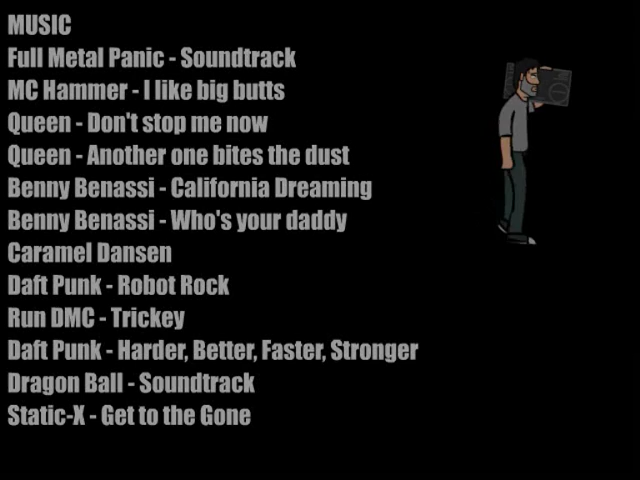 MUSIC
Full Metal Panic - Soundtrack
MC Hammer - I like big butts
Queen - Don't stop me now
Queen - Another one bites the dust
Benny Benassi - California Dreaming
Benny Benassi - Who's your daddy
Caramel Dansen
Daft Punk - Robot Rock
Run DMC - Trickey
Daft Punk - Harder, Better, Faster, Stronger
Dragon Ball - Soundtrack
Static-X - Get to the Gone